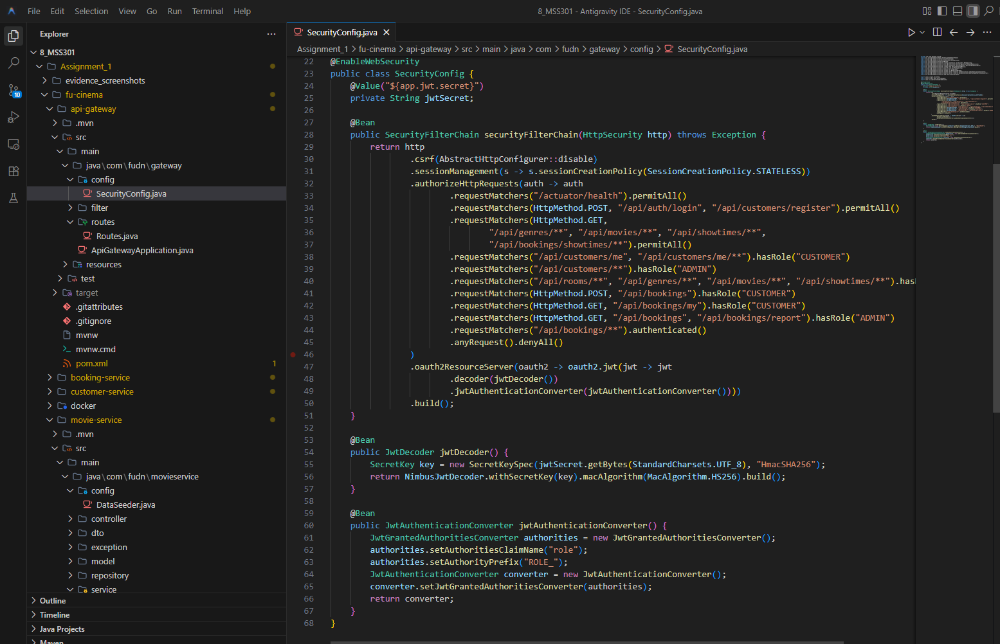 File Edit Selection View Go Run Terminal Help
8_MSS301 - Antigravity IDE - SecurityConfig.java
Explorer
8_MSS301
Assignment_1
evidence_screenshots
fu-cinema
api-gateway
.mvn
src
main
java\com\fudn\gateway
config
SecurityConfig.java
filter
routes
Routes.java
ApiGatewayApplication.java
resources
test
target
.gitattributes
.gitignore
mvnw
mvnw.cmd
pom.xml 1
booking-service
customer-service
docker
movie-service
.mvn
src
main
java\com\fudn\movieservice
config
DataSeeder.java
controller
dto
exception
model
repository
service
Outline
Timeline
Java Projects
Maven
10
SecurityConfig.java
Assignment_1 > fu-cinema > api-gateway > src > main > java > com > fudn > gateway > config > SecurityConfig.java
22 @EnableWebSecurity
23 public class SecurityConfig {
24 @Value("${app.jwt.secret}")
25 private String jwtSecret;
26
27 @Bean
28 public SecurityFilterChain securityFilterChain(HttpSecurity http) throws Exception {
29 return http
30 .csrf(AbstractHttpConfigurer::disable)
31 .sessionManagement(s -> s.sessionCreationPolicy(SessionCreationPolicy.STATELESS))
32 .authorizeHttpRequests(auth -> auth
33 .requestMatchers("/actuator/health").permitAll()
34 .requestMatchers(HttpMethod.POST, "/api/auth/login", "/api/customers/register").permitAll()
35 .requestMatchers(HttpMethod.GET,
36 "/api/genres/**", "/api/movies/**", "/api/showtimes/**",
37 "/api/bookings/showtimes/**").permitAll()
38 .requestMatchers("/api/customers/me", "/api/customers/me/**").hasRole("CUSTOMER")
39 .requestMatchers("/api/customers/**").hasRole("ADMIN")
40 .requestMatchers("/api/rooms/**", "/api/genres/**", "/api/movies/**", "/api/showtimes/**").has
41 .requestMatchers(HttpMethod.POST, "/api/bookings").hasRole("CUSTOMER")
42 .requestMatchers(HttpMethod.GET, "/api/bookings/my").hasRole("CUSTOMER")
43 .requestMatchers(HttpMethod.GET, "/api/bookings", "/api/bookings/report").hasRole("ADMIN")
44 .requestMatchers("/api/bookings/**").authenticated()
45 .anyRequest().denyAll()
46 )
47 .oauth2ResourceServer(oauth2 -> oauth2.jwt(jwt -> jwt
48 .decoder(jwtDecoder())
49 .jwtAuthenticationConverter(jwtAuthenticationConverter())))
50 .build();
51 }
52
53 @Bean
54 public JwtDecoder jwtDecoder() {
55 SecretKey key = new SecretKeySpec(jwtSecret.getBytes(StandardCharsets.UTF_8), "HmacSHA256");
56 return NimbusJwtDecoder.withSecretKey(key).macAlgorithm(MacAlgorithm.HS256).build();
57 }
58
59 @Bean
60 public JwtAuthenticationConverter jwtAuthenticationConverter() {
61 JwtGrantedAuthoritiesConverter authorities = new JwtGrantedAuthoritiesConverter();
62 authorities.setAuthoritiesClaimName("role");
63 authorities.setAuthorityPrefix("ROLE_");
64 JwtAuthenticationConverter converter = new JwtAuthenticationConverter();
65 converter.setJwtGrantedAuthoritiesConverter(authorities);
66 return converter;
67 }
68 }